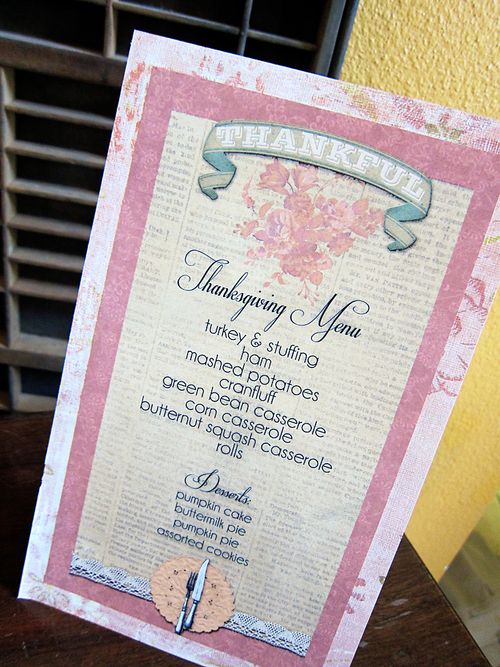 THANKFUL
Thanksgiving Menu
turkey & stuffing
ham
mashed potatoes
cranfluff
green bean casserole
corn casserole
butternut squash casserole
rolls
Desserts:
pumpkin cake
buttermilk pie
pumpkin pie
assorted cookies